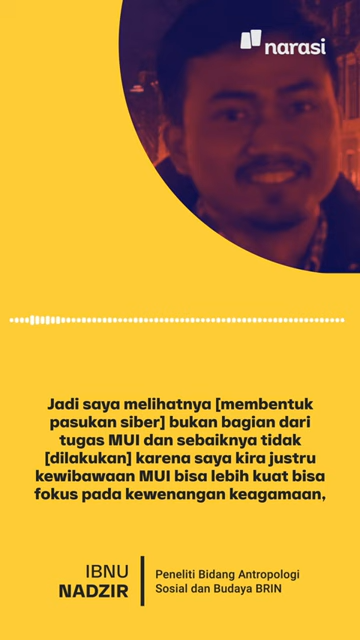 narasi
Jadi saya melihatnya [membentuk
pasukan siber] bukan bagian dari
tugas MUI dan sebaiknya tidak
[dilakukan] karena saya kira justru
kewibawaan MUI bisa lebih kuat bisa
fokus pada kewenangan keagamaan,
IBNU
NADZIR
Peneliti Bidang Antropologi
Sosial dan Budaya BRIN